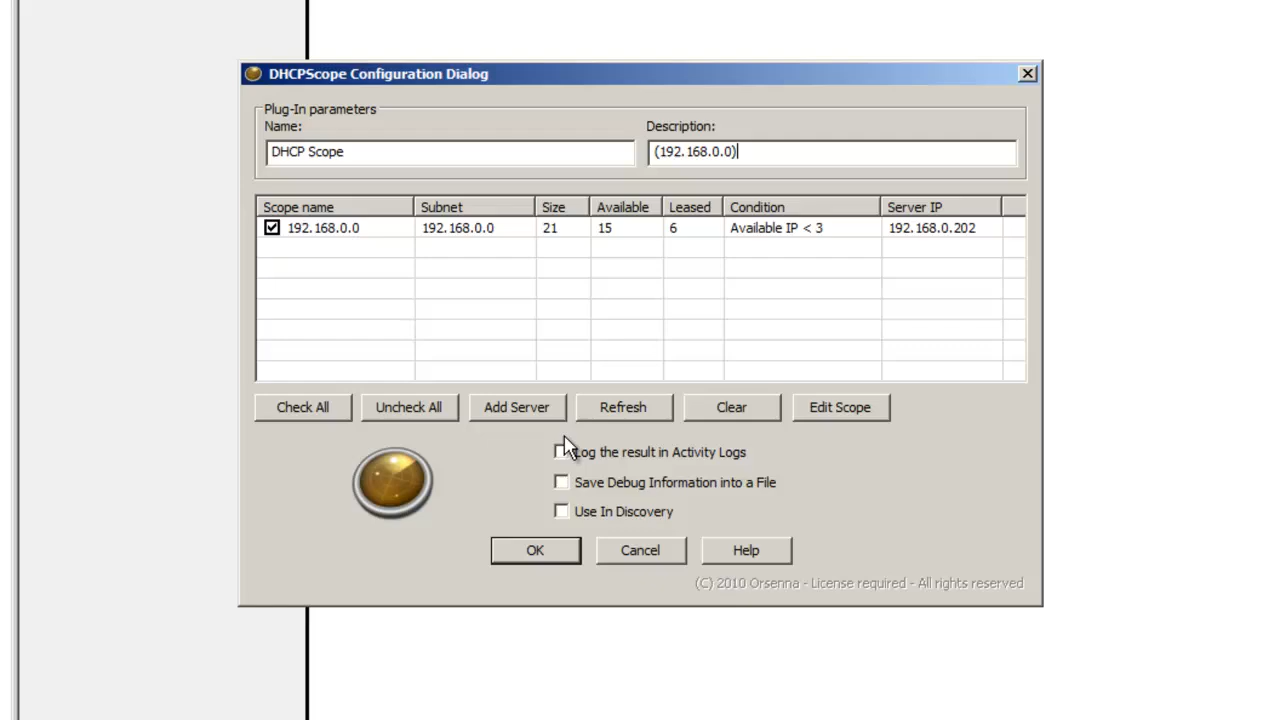 DHCPScope Configuration Dialog
Plug-In parameters
Name: Description:
DHCP Scope (192.168.0.0)
Scope name Subnet Size Available Leased Condition Server IP
192.168.0.0 192.168.0.0 21 15 6 Available IP < 3 192.168.0.202
Check All Uncheck All Add Server Refresh Clear Edit Scope
Log the result in Activity Logs
Save Debug Information into a File
Use In Discovery
OK Cancel Help
(C) 2010 Orsenna - License required - All rights reserved